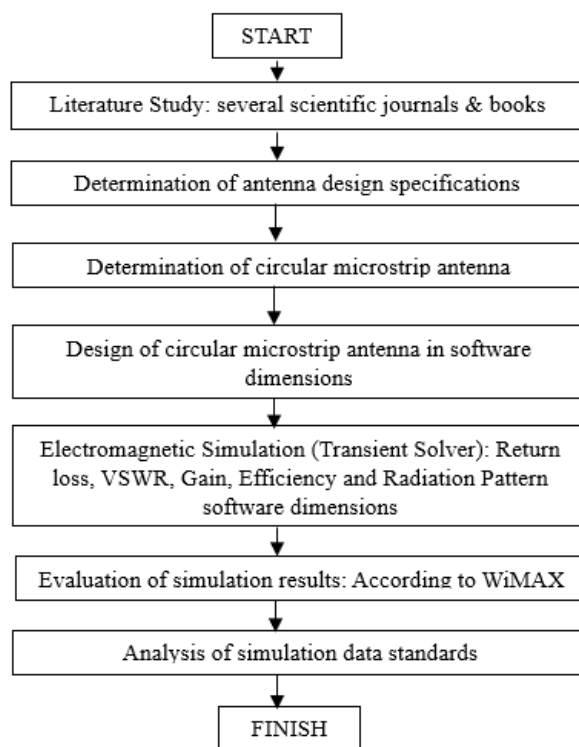 START
Literature Study: several scientific journals & books
Determination of antenna design specifications
Determination of circular microstrip antenna
Design of circular microstrip antenna in software
dimensions
Electromagnetic Simulation (Transient Solver): Return
loss, VSWR, Gain, Efficiency and Radiation Pattern
software dimensions
Evaluation of simulation results: According to WiMAX
Analysis of simulation data standards
FINISH